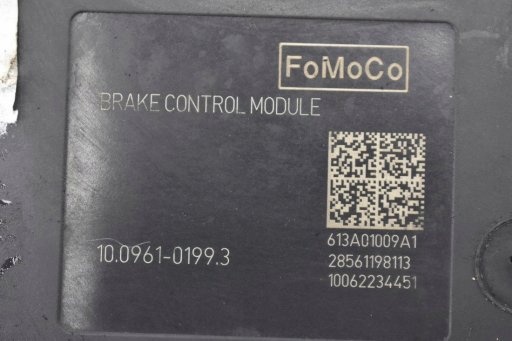 FoMoCo
BRAKE CONTROL MODULE
613A01009A1
10.0961-0199.3
28561198113
10062234451